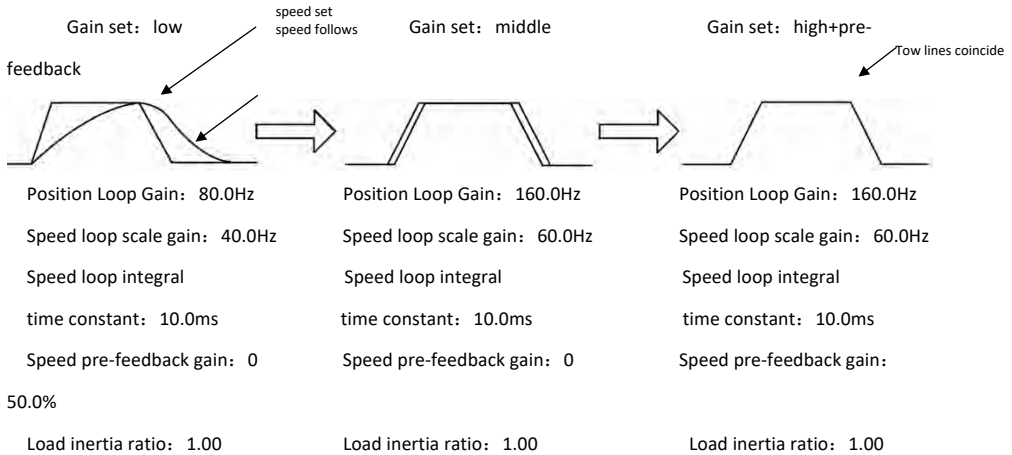 speed set
Gain set：low speed follows Gain set：middle Gain set：high+pre-
Tow lines coincide
feedback
Position Loop Gain：80.0Hz Position Loop Gain：160.0Hz Position Loop Gain：160.0Hz
Speed loop scale gain：40.0Hz Speed loop scale gain：60.0Hz Speed loop scale gain：60.0Hz
Speed loop integral Speed loop integral Speed loop integral
time constant：10.0ms time constant：10.0ms time constant：10.0ms
Speed pre-feedback gain：0 Speed pre-feedback gain：0 Speed pre-feedback gain：
50.0%
Load inertia ratio：1.00 Load inertia ratio：1.00 Load inertia ratio：1.00